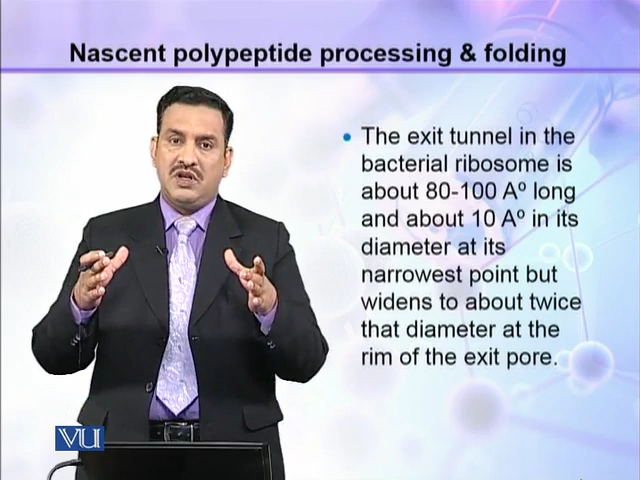 Nascent polypeptide processing & folding
• The exit tunnel in the
bacterial ribosome is
about 80-100 Aº long
and about 10 Aº in its
diameter at its
narrowest point but
widens to about twice
that diameter at the
rim of the exit pore.
VU